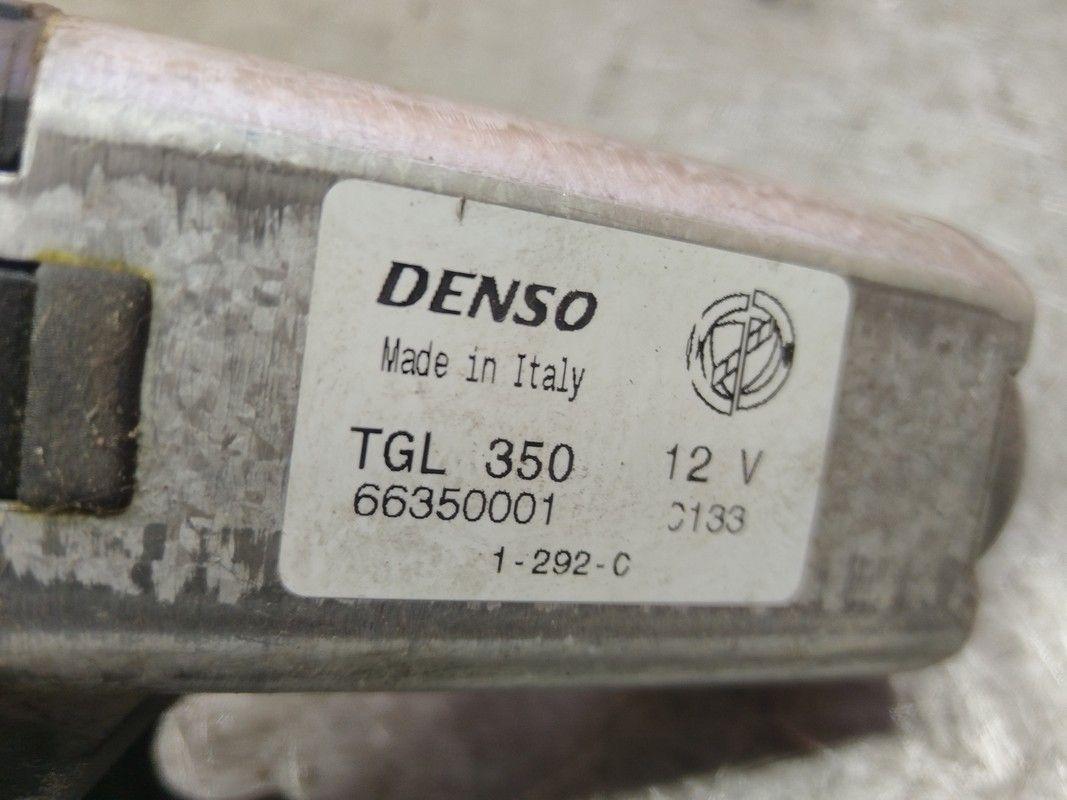 DENSO
Made in Italy
TGL 350 12 V
66350001 C133
1-292-C